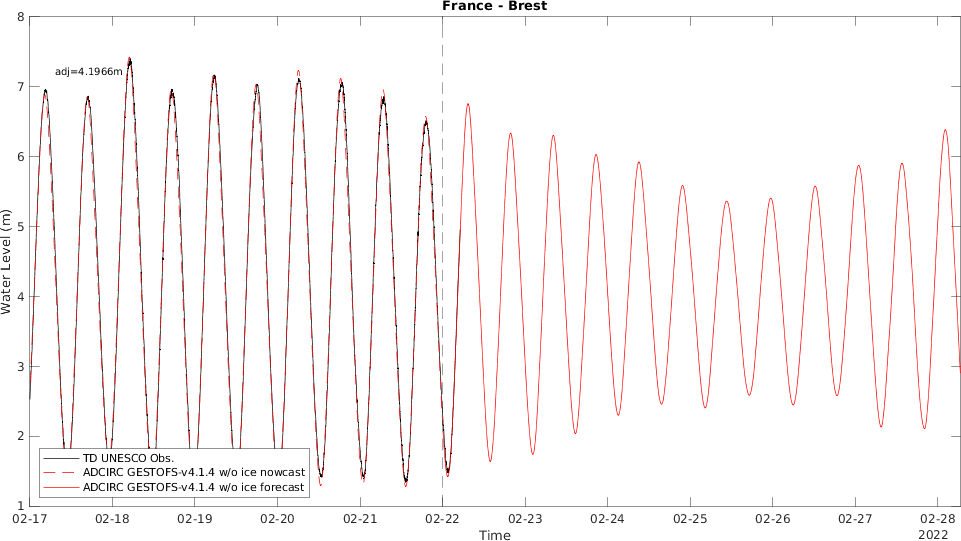 France - Brest
8
7
6
5
4
3
2
1
adj=4.1966m
Water Level (m)
TD UNESCO Obs.
ADCIRC GESTOFS-v4.1.4 w/o ice nowcast
ADCIRC GESTOFS-v4.1.4 w/o ice forecast
02-17 02-18 02-19 02-20 02-21 02-22 02-23 02-24 02-25 02-26 02-27 02-28
Time
2022